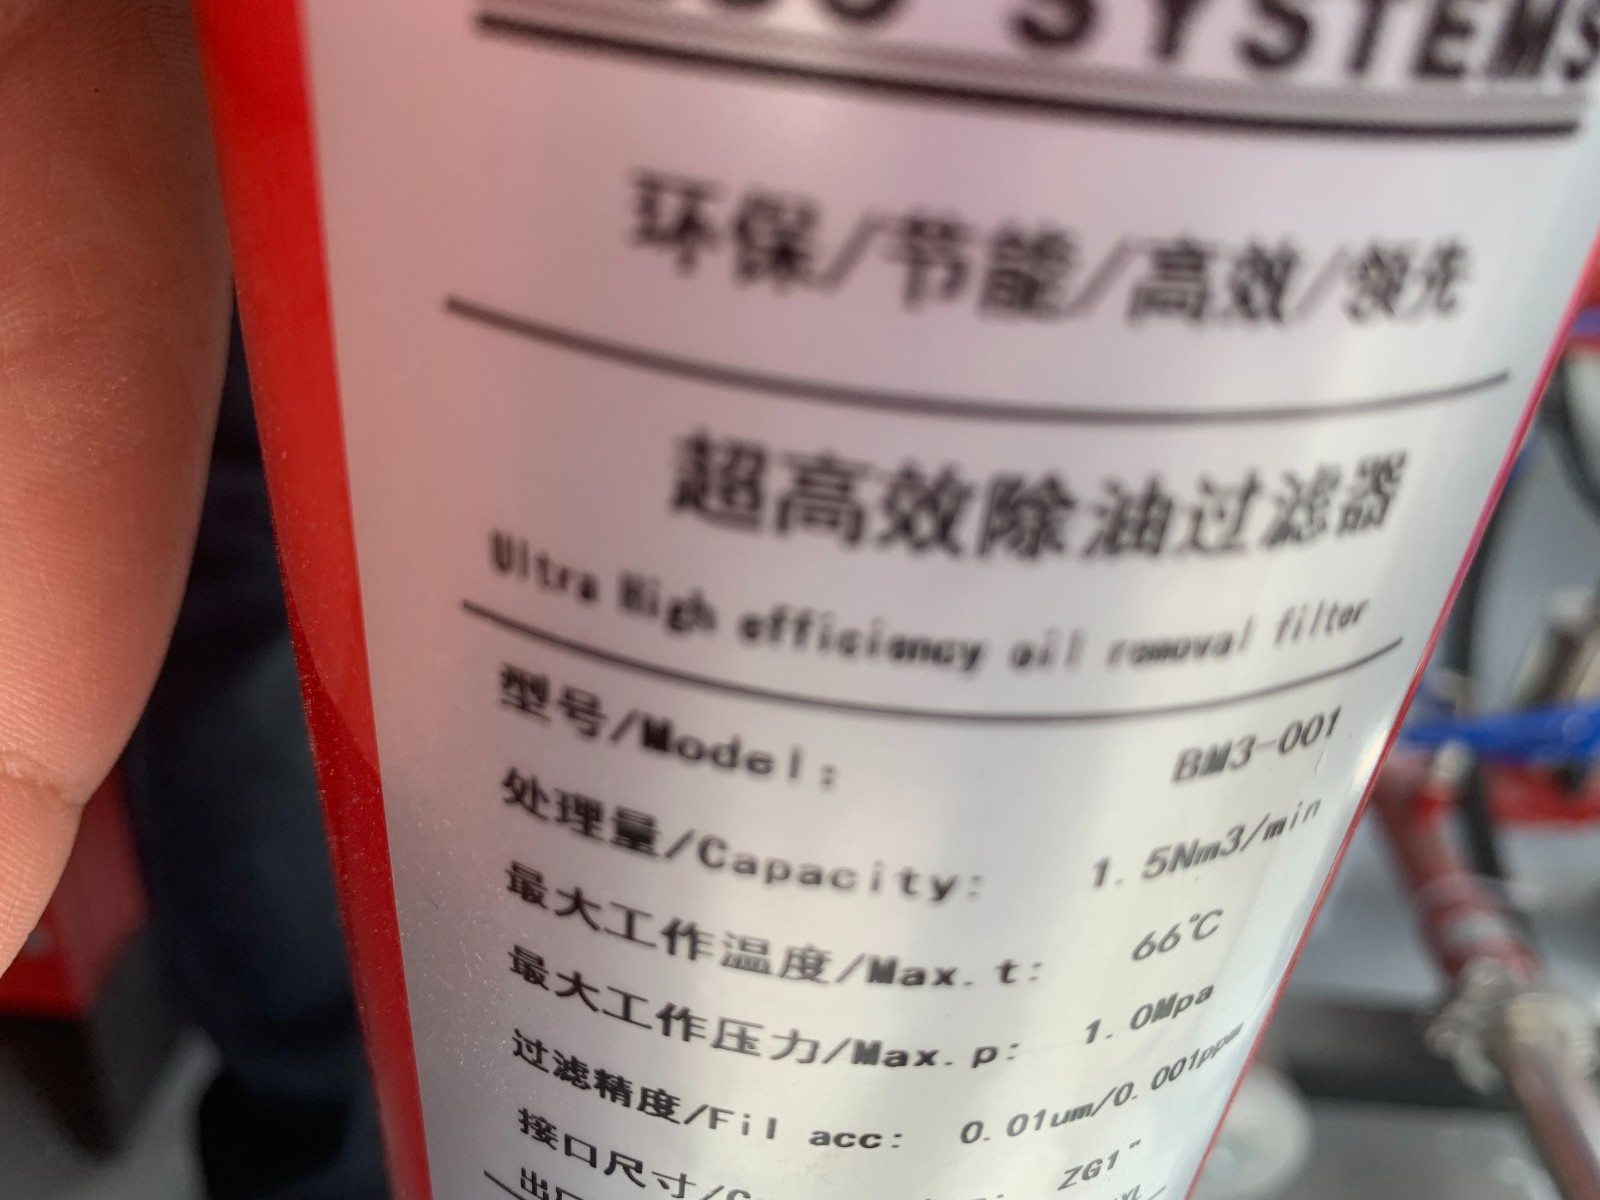 SYSTEMS
环保/节能/高效/领先
超高效除油过滤器
Ultra High efficiency oil removal filter
型号/Model: BM3-001
处理量/Capacity: 1.5Nm3/min
最大工作温度/Max.t: 66℃
最大工作压力/Max.p: 1.0Mpa
过滤精度/Fil acc: 0.01um/0.001ppm
接口尺寸/ ZG1"